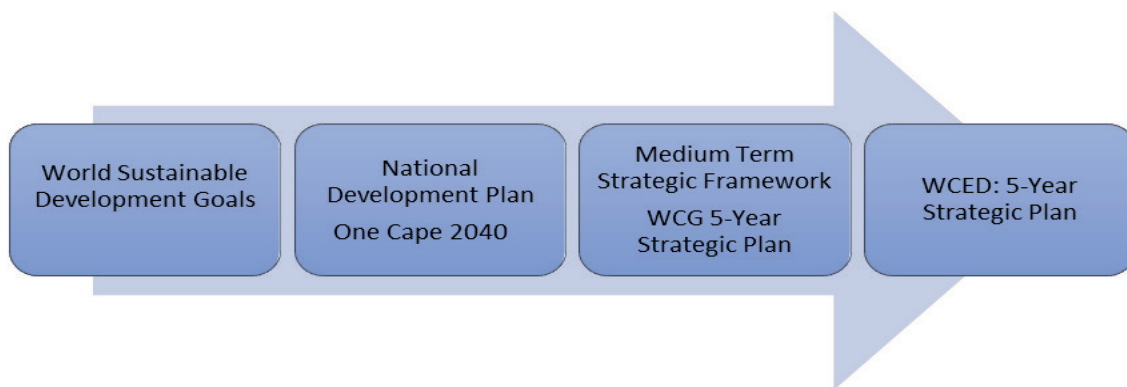 World Sustainable
Development Goals
National
Development Plan
One Cape 2040
Medium Term
Strategic Framework
WCG 5-Year
Strategic Plan
WCED: 5-Year
Strategic Plan